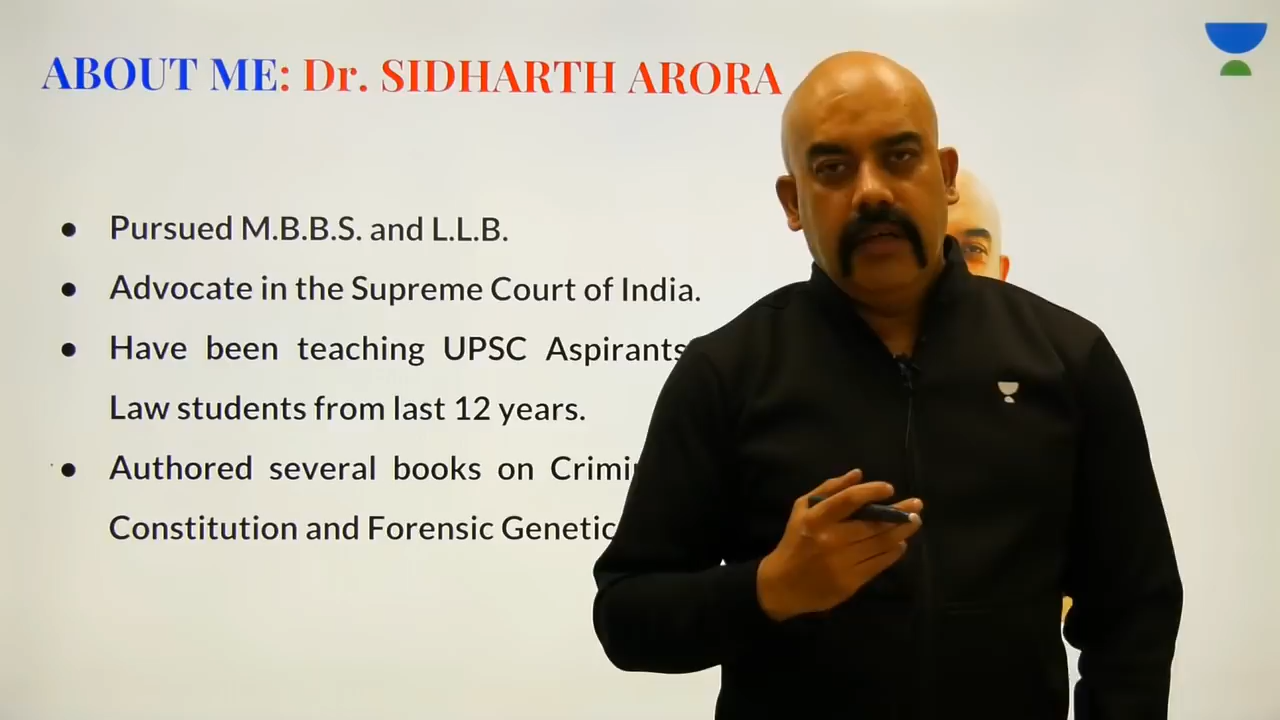 ABOUT ME: Dr. SIDHARTH ARORA
Pursued M.B.B.S. and L.L.B.
Advocate in the Supreme Court of India.
Have been teaching UPSC Aspirants
Law students from last 12 years.
Authored several books on
Constitution and Forensic